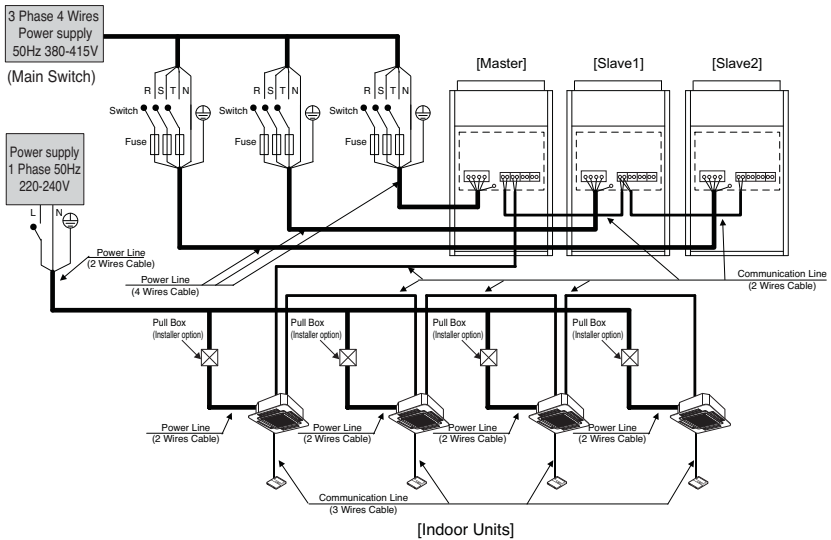 3 Phase 4 Wires
Power supply
50Hz 380-415V
(Main Switch)
R S T N
Switch
Fuse
R S T N
Switch
Fuse
R S T N
Switch
Fuse
[Master]
[Slave1]
[Slave2]
Power supply
1 Phase 50Hz
220-240V
L N
Power Line
(2 Wires Cable)
Power Line
(4 Wires Cable)
Communication Line
(2 Wires Cable)
Pull Box
(Installer option)
Pull Box
(Installer option)
Pull Box
(Installer option)
Pull Box
(Installer option)
Power Line
(2 Wires Cable)
Power Line
(2 Wires Cable)
Power Line
(2 Wires Cable)
Power Line
(2 Wires Cable)
Communication Line
(3 Wires Cable)
[Indoor Units]